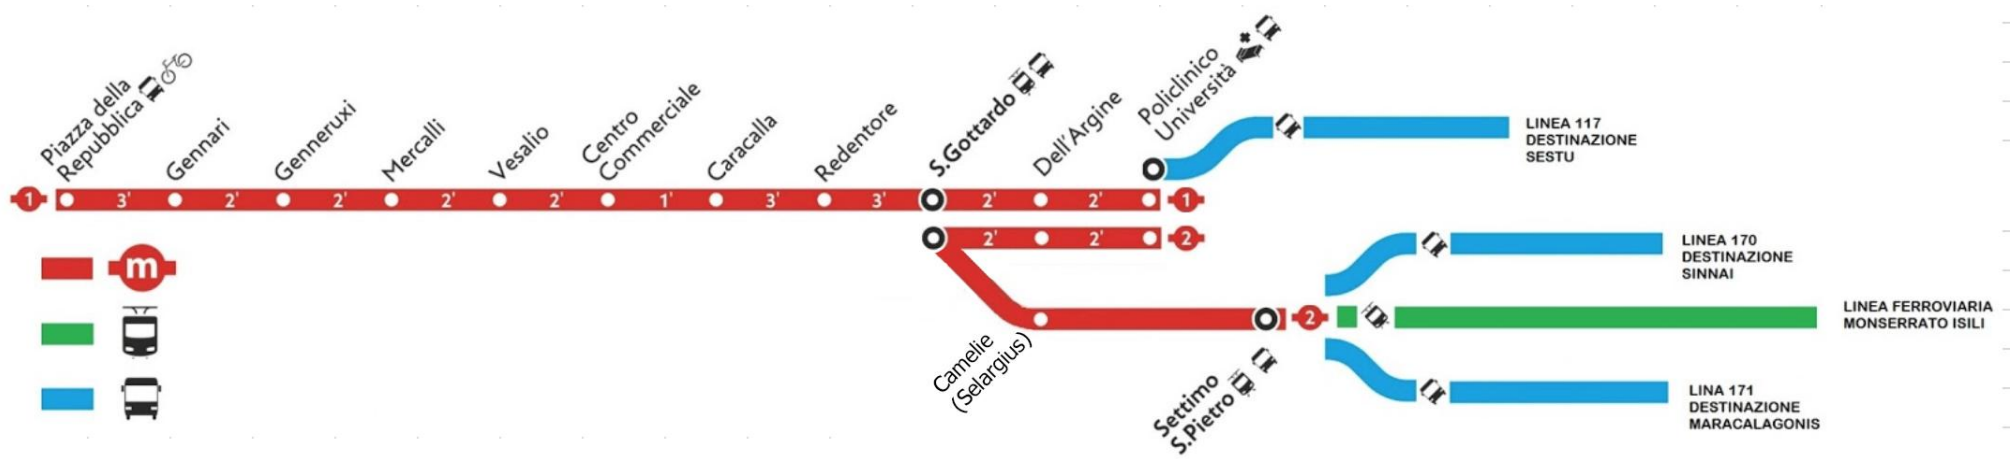 Piazza della
Repubblica
Gennari
Genneruxi
Mercalli
Vesalio
Centro
Commerciale
Caracalla
Redentore
S.Gottardo
Dell'Argine
Policlinico
Università
LINEA 117
DESTINAZIONE
SESTU
1 3' 2' 2' 2' 2' 1' 3' 3' 2' 2' 1
2' 2' 2
m
LINEA 170
DESTINAZIONE
SINNAI
2
LINEA FERROVIARIA
MONSERRATO ISILI
Camelie
(Selargius)
Settimo
S.Pietro
LINA 171
DESTINAZIONE
MARACALAGONIS